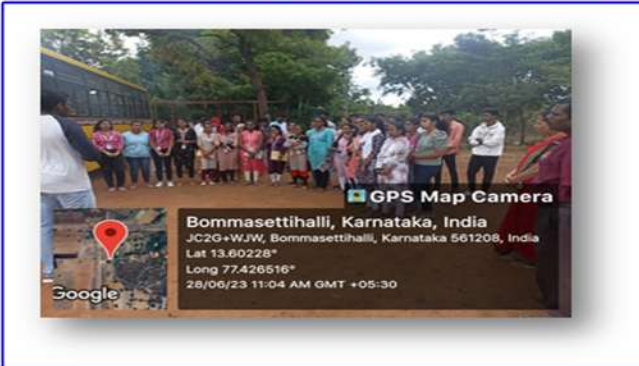 GPS Map Camera
Bommasettihalli, Karnataka, India
JC2G+WJW, Bommasettihalli, Karnataka 561208, India
Lat 13.60228°
Long 77.426516°
28/06/23 11:04 AM GMT +05:30
Google